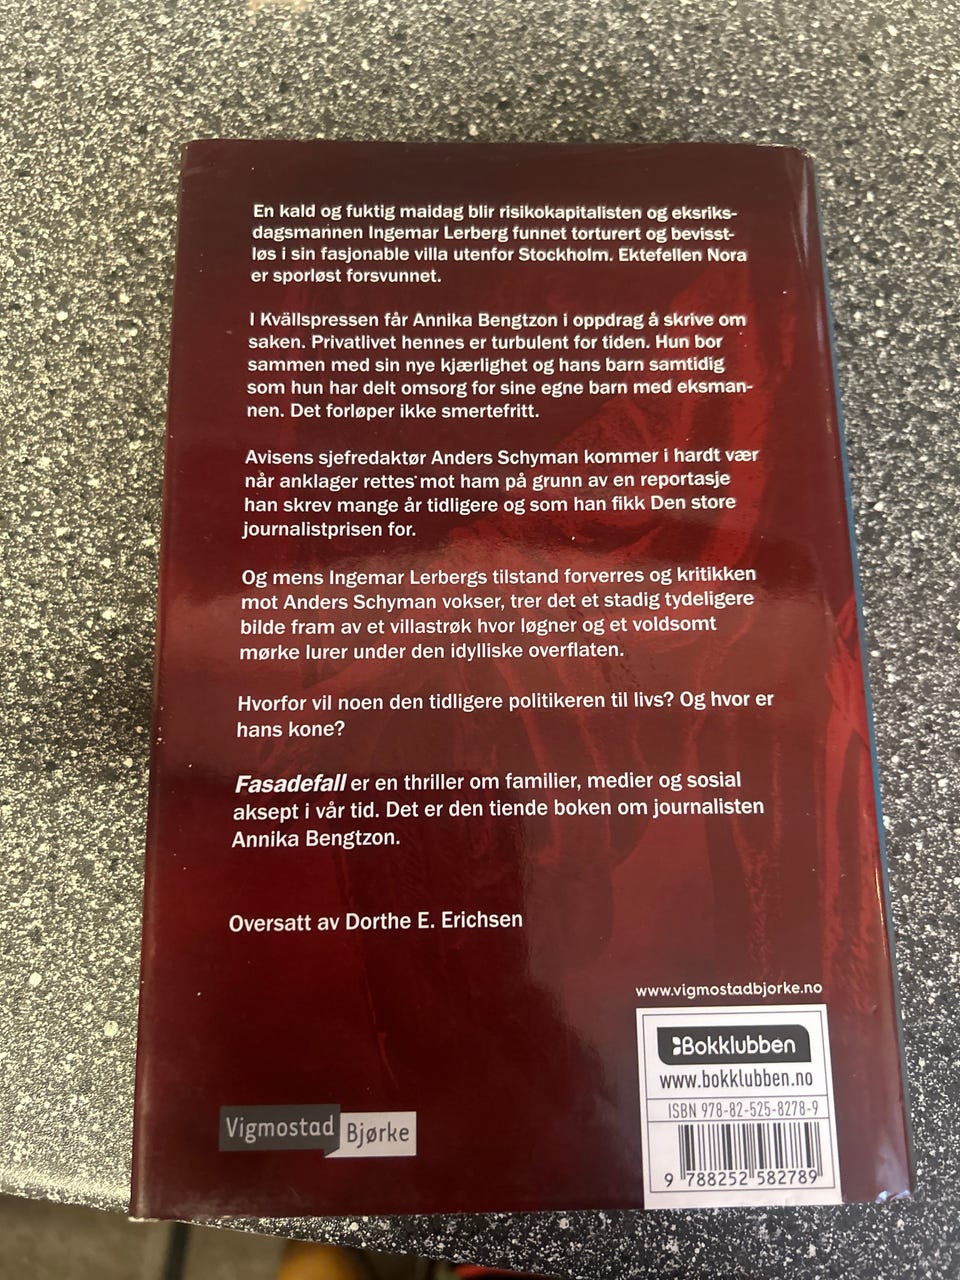 En kald og fuktig maidag blir risikokapitalisten og eksriks-
dagsmannen Ingemar Lerberg funnet torturert og bevisst-
løs i sin fasjonable villa utenfor Stockholm. Ektefellen Nora
er sporløst forsvunnet.
I Kvällspressen får Annika Bengtzon i oppdrag å skrive om
saken. Privatlivet hennes er turbulent for tiden. Hun bor
sammen med sin nye kjærlighet og hans barn samtidig
som hun har delt omsorg for sine egne barn med eksman-
nen. Det forløper ikke smertefritt.
Avisens sjefredaktør Anders Schyman kommer i hardt vær
når anklager rettes mot ham på grunn av en reportasje
han skrev mange år tidligere og som han fikk Den store
journalistprisen for.
Og mens Ingemar Lerbergs tilstand forverres og kritikken
mot Anders Schyman vokser, trer det et stadig tydeligere
bilde fram av et villastrøk hvor løgner og et voldsomt
mørke lurer under den idylliske overflaten.
Hvorfor vil noen den tidligere politikeren til livs? Og hvor er
hans kone?
Fasadefall er en thriller om familier, medier og sosial
aksept i vår tid. Det er den tiende boken om journalisten
Annika Bengtzon.
Oversatt av Dorthe E. Erichsen
www.vigmostadbjorke.no
Bokklubben
www.bokklubben.no
ISBN 978-82-525-8278-9
9 788252 582789
Vigmostad Bjørke